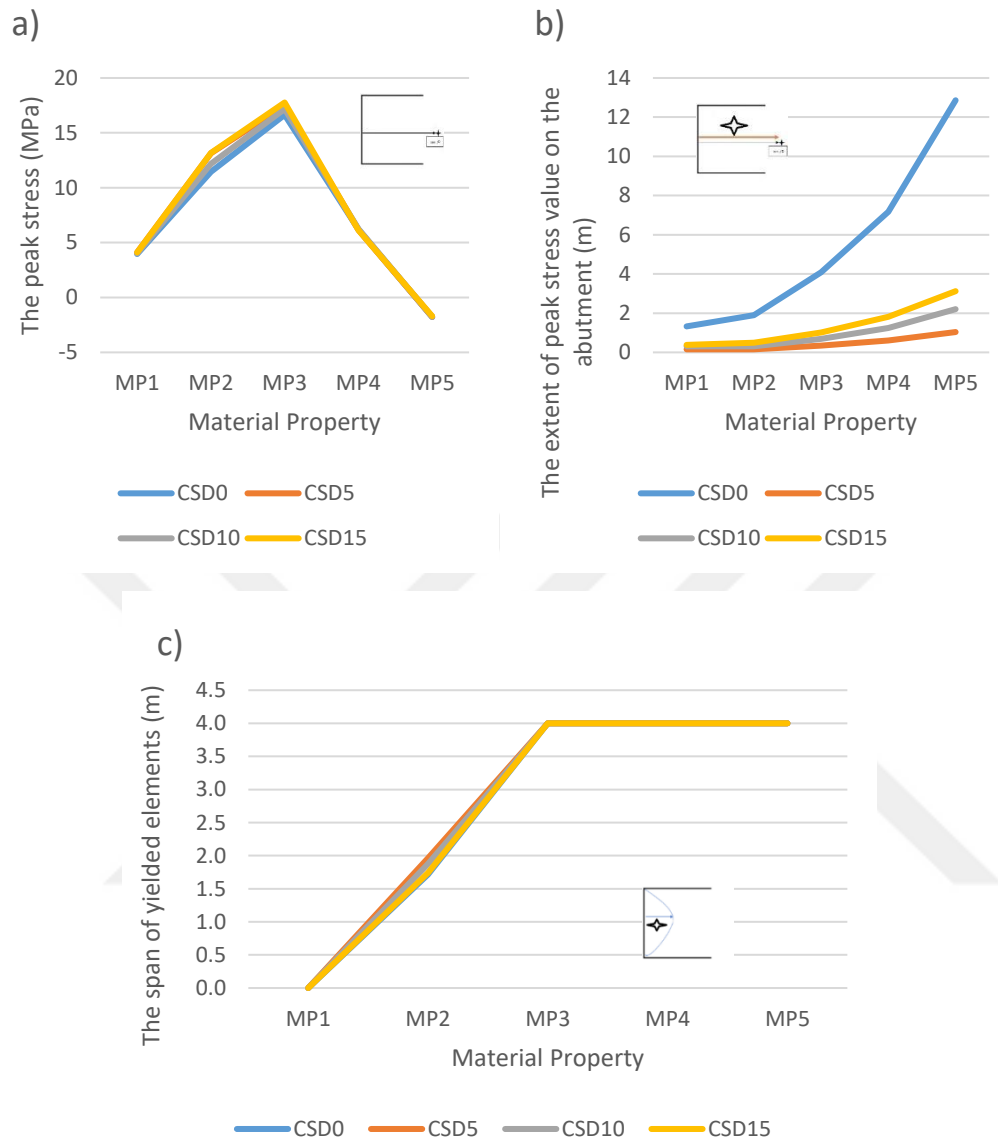 a)
The peak stress (MPa)
20
15
10
5
0
-5
MP1 MP2 MP3 MP4 MP5
Material Property
CSD0 CSD5
CSD10 CSD15
b)
The extent of peak stress value on the
abutment (m)
14
12
10
8
6
4
2
0
MP1 MP2 MP3 MP4 MP5
Material Property
CSD0 CSD5
CSD10 CSD15
c)
The span of yielded elements (m)
4.5
4.0
3.5
3.0
2.5
2.0
1.5
1.0
0.5
0.0
MP1 MP2 MP3 MP4 MP5
Material Property
CSD0 CSD5 CSD10 CSD15